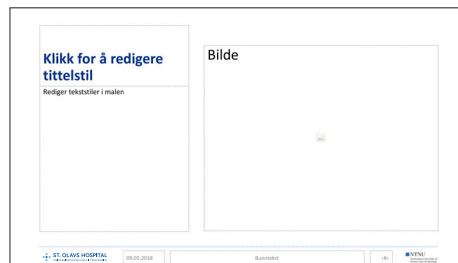 Klikk for å redigere
tittelstil
Rediger tekststiler i malen
Bilde
ST. OLAVS HOSPITAL
09.05.2018
Bunntekst
‹#›
NTNU